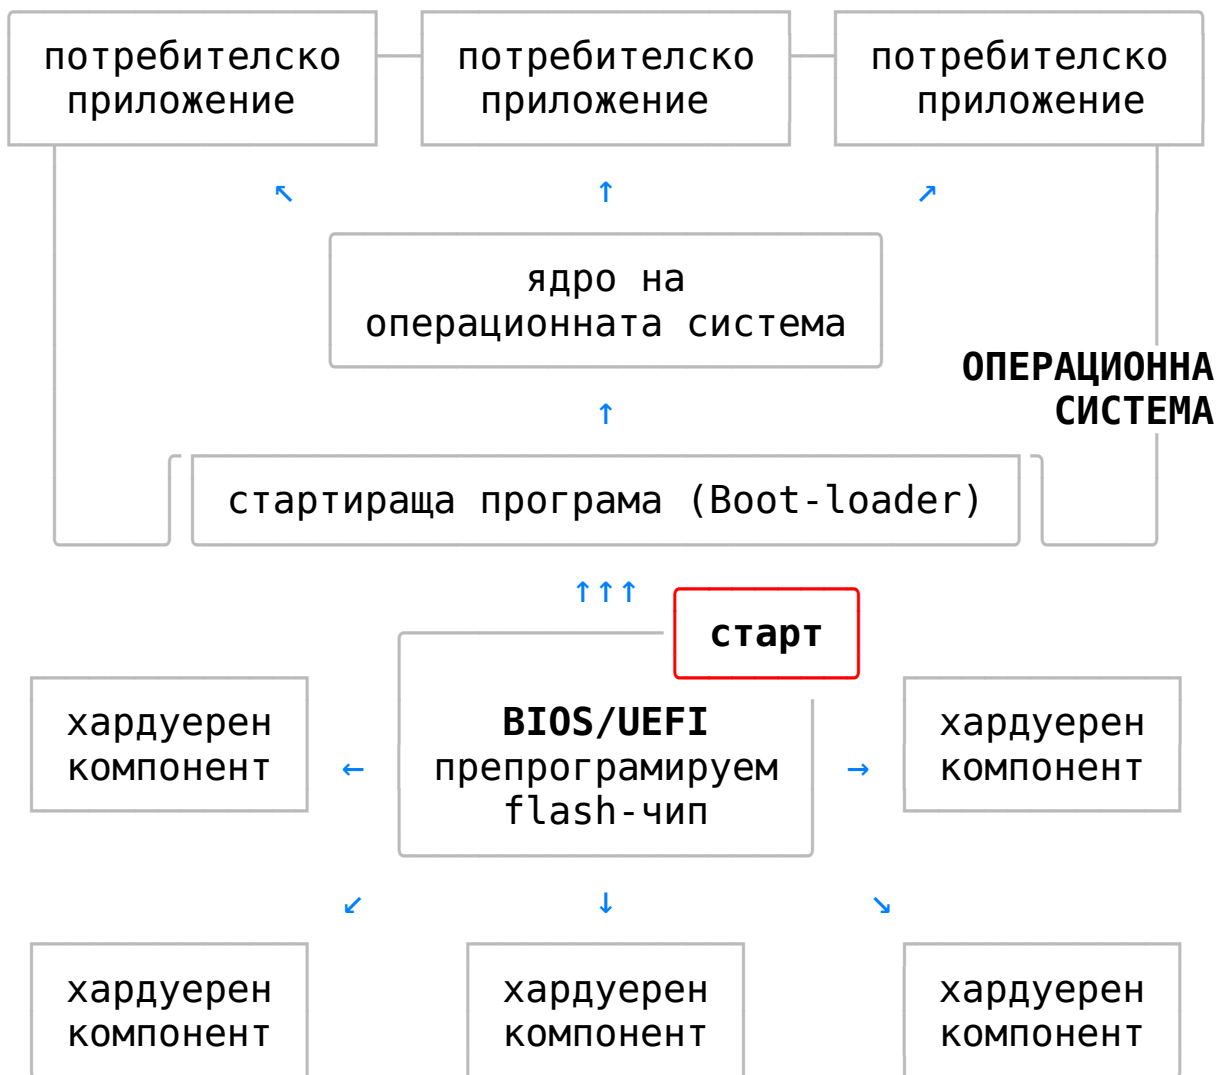 потребителско
приложение
потребителско
приложение
потребителско
приложение
↖ ↑ ↗
ядро на
операционната система
ОПЕРАЦИОННА
СИСТЕМА
↑
стартираща програма (Boot-loader)
↑↑↑
старт
хардуерен
компонент
←
BIOS/UEFI
препрограмируем
flash-чип
→
хардуерен
компонент
↙ ↓ ↘
хардуерен
компонент
хардуерен
компонент
хардуерен
компонент